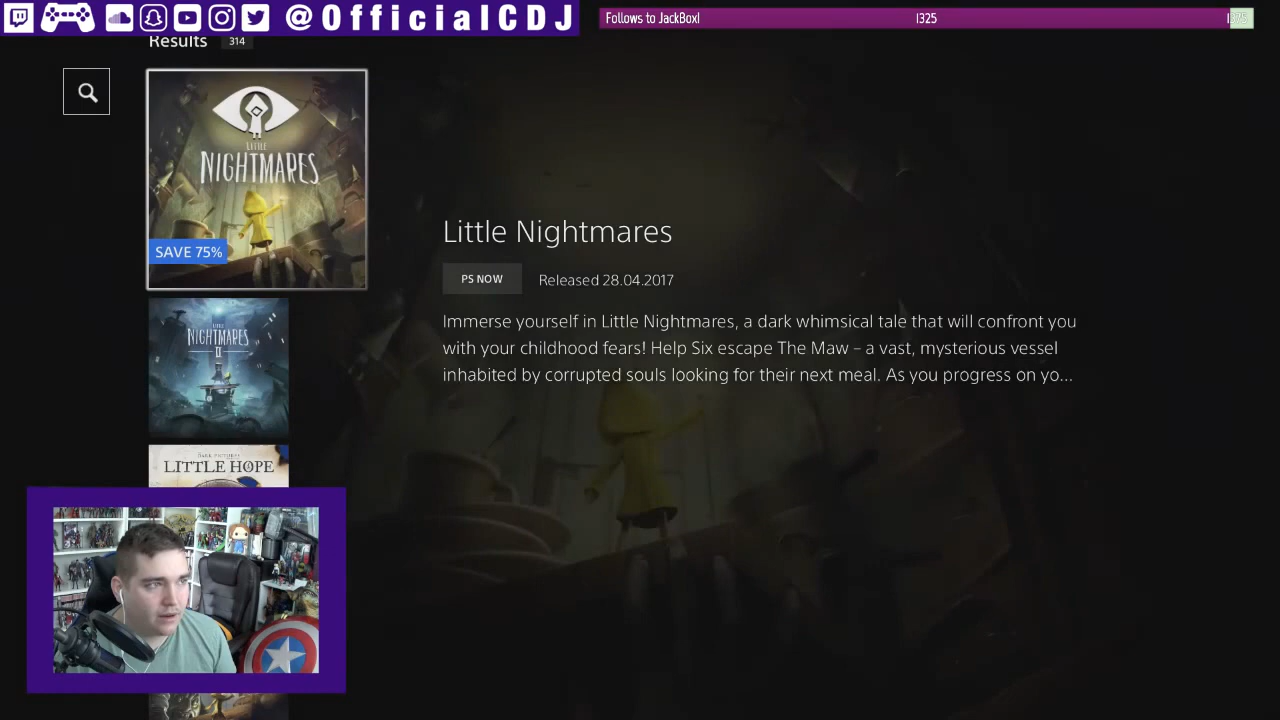 @OfficialCDJ
Follows to JackBox! 1325 1375
Results 314
LITTLE
NIGHTMARES
SAVE 75%
Little Nightmares
PS NOW Released 28.04.2017
Immerse yourself in Little Nightmares, a dark whimsical tale that will confront you
with your childhood fears! Help Six escape The Maw – a vast, mysterious vessel
inhabited by corrupted souls looking for their next meal. As you progress on yo...
NIGHTMARES
II
LITTLE HOPE